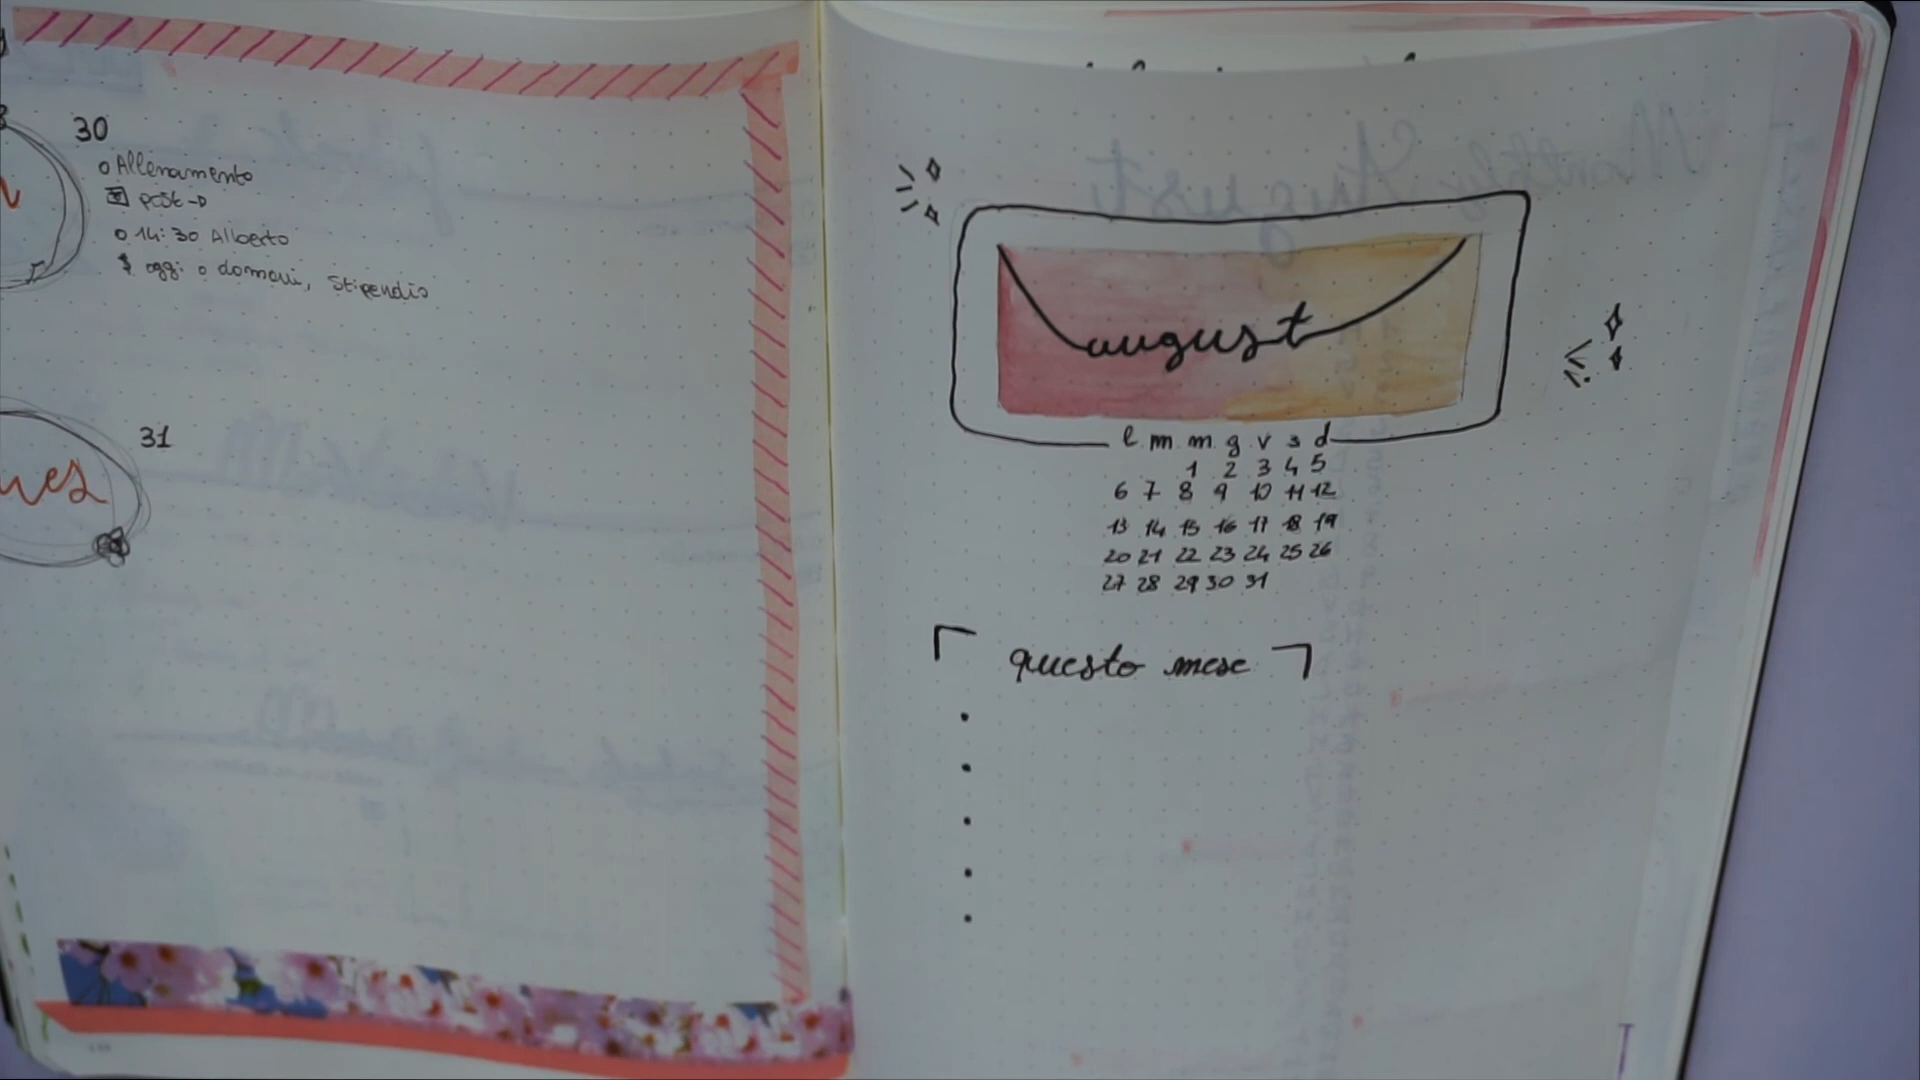 30
o Allenamento
post-D
o 14:30 Alberto
$ oggi o domani, Stipendio
31
august
l m m g v s d
1 2 3 4 5
6 7 8 9 10 11 12
13 14 15 16 17 18 19
20 21 22 23 24 25 26
27 28 29 30 31
questo mese